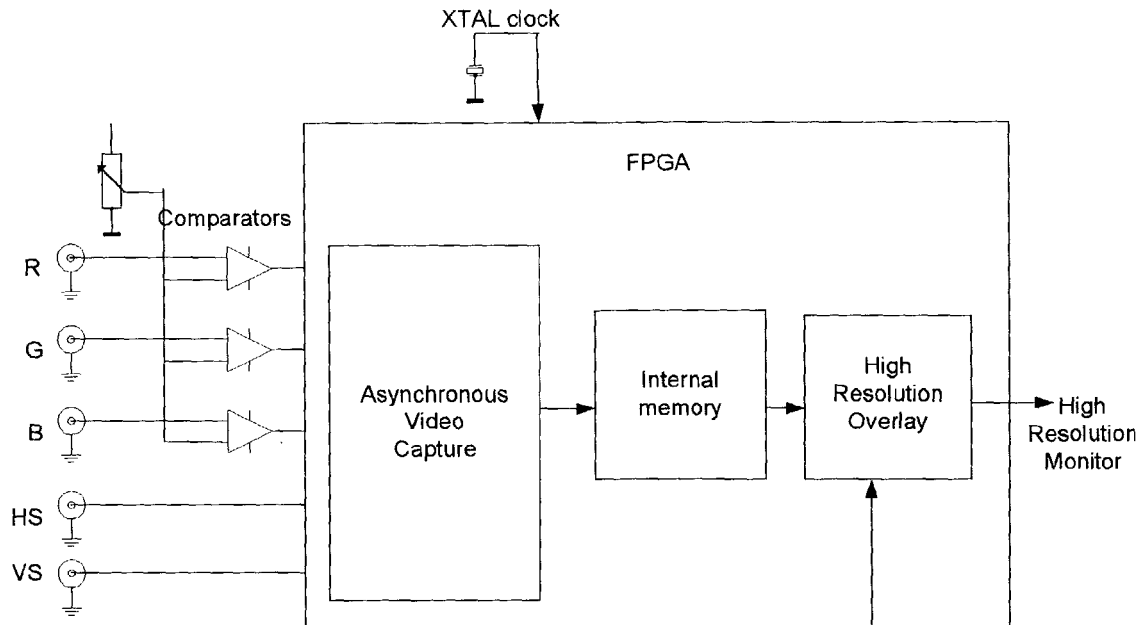 XTAL clock
FPGA
Comparators
R
G
B
HS
VS
Asynchronous
Video
Capture
Internal
memory
High
Resolution
Overlay
High
Resolution
Monitor